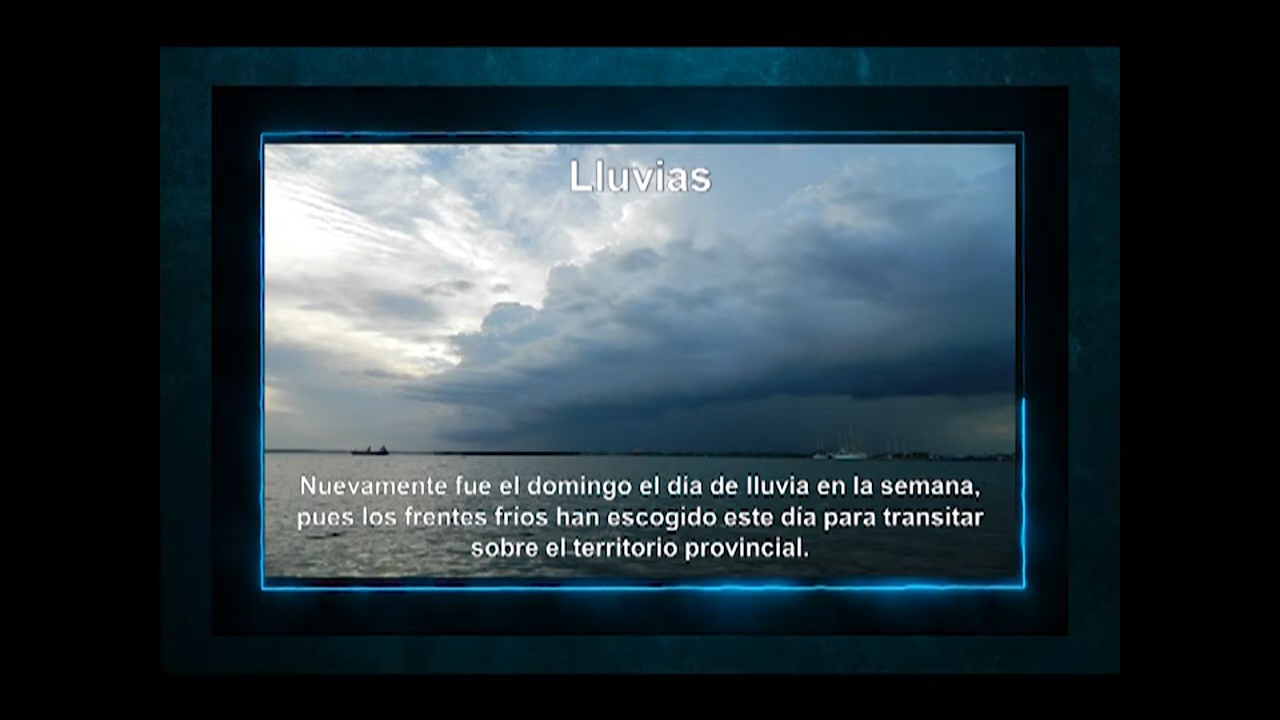 Lluvias
Nuevamente fue el domingo el día de lluvia en la semana,
pues los frentes fríos han escogido este día para transitar
sobre el territorio provincial.